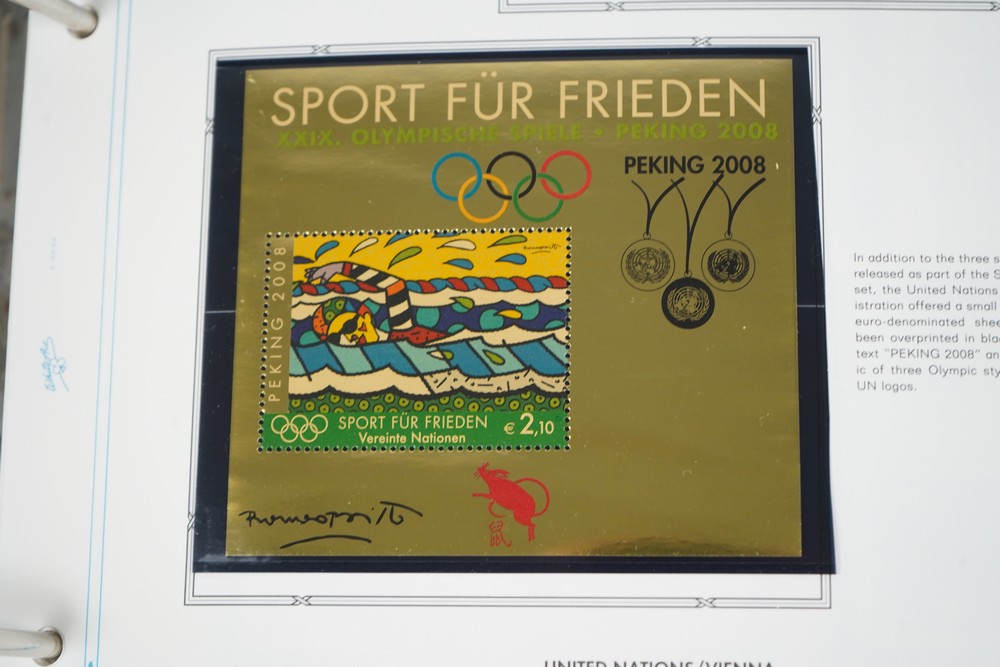 SPORT FÜR FRIEDEN
XXIX. OLYMPISCHE SPIELE • PEKING 2008
PEKING 2008
PEKING 2008
SPORT FÜR FRIEDEN
Vereinte Nationen
€ 2,10
鼠
In addition to the three s
released as part of the S
set, the United Nations
istration offered a small
euro-denominated shee
been overprinted in bla
text "PEKING 2008" an
ic of three Olympic sty
UN logos.
UNITED NATIONS/VIENNA